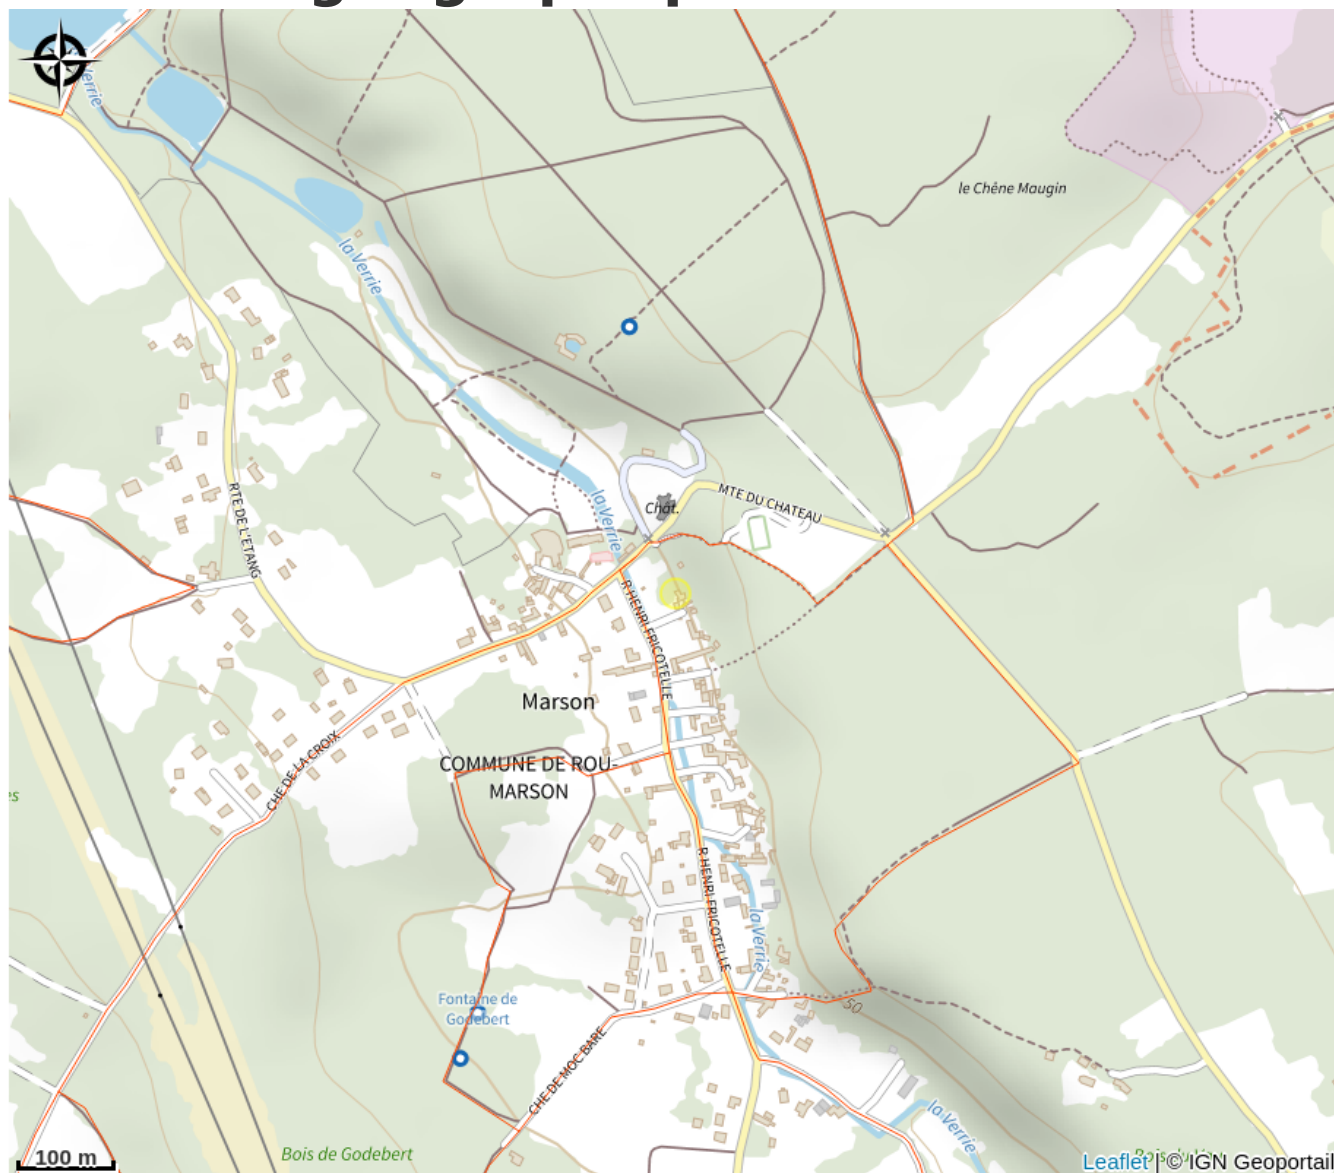 la Verrie
le Chêne Maugin
la Verrie
RTE DE L'ETANG
la Verrie
Chât.
MTE DU CHATEAU
R HENRI FRICOTELLE
Marson
COMMUNE DE ROU-
MARSON
CHE DE LA CROIX
R HENRI FRICOTELLE
la Verrie
Fontaine de
Godebert
50
CHE DE MOC BARE
la Verrie
Bois de Godebert
100 m
Leaflet | © IGN Geoportail